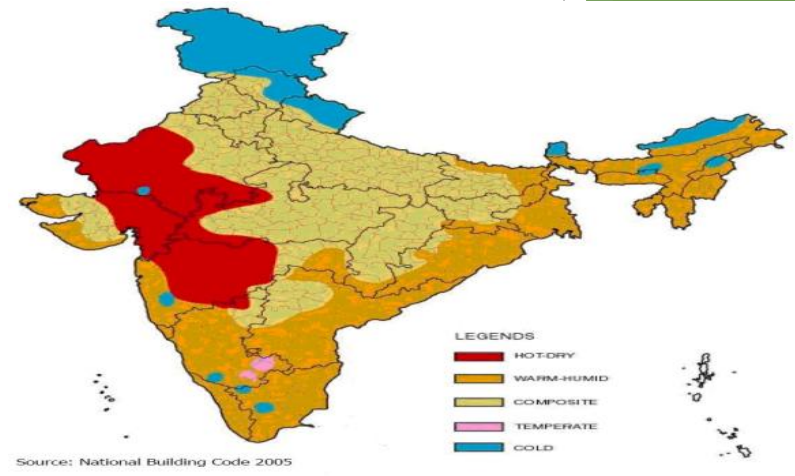 LEGENDS
HOT-DRY
WARM-HUMID
COMPOSITE
TEMPERATE
COLD
Source: National Building Code 2005